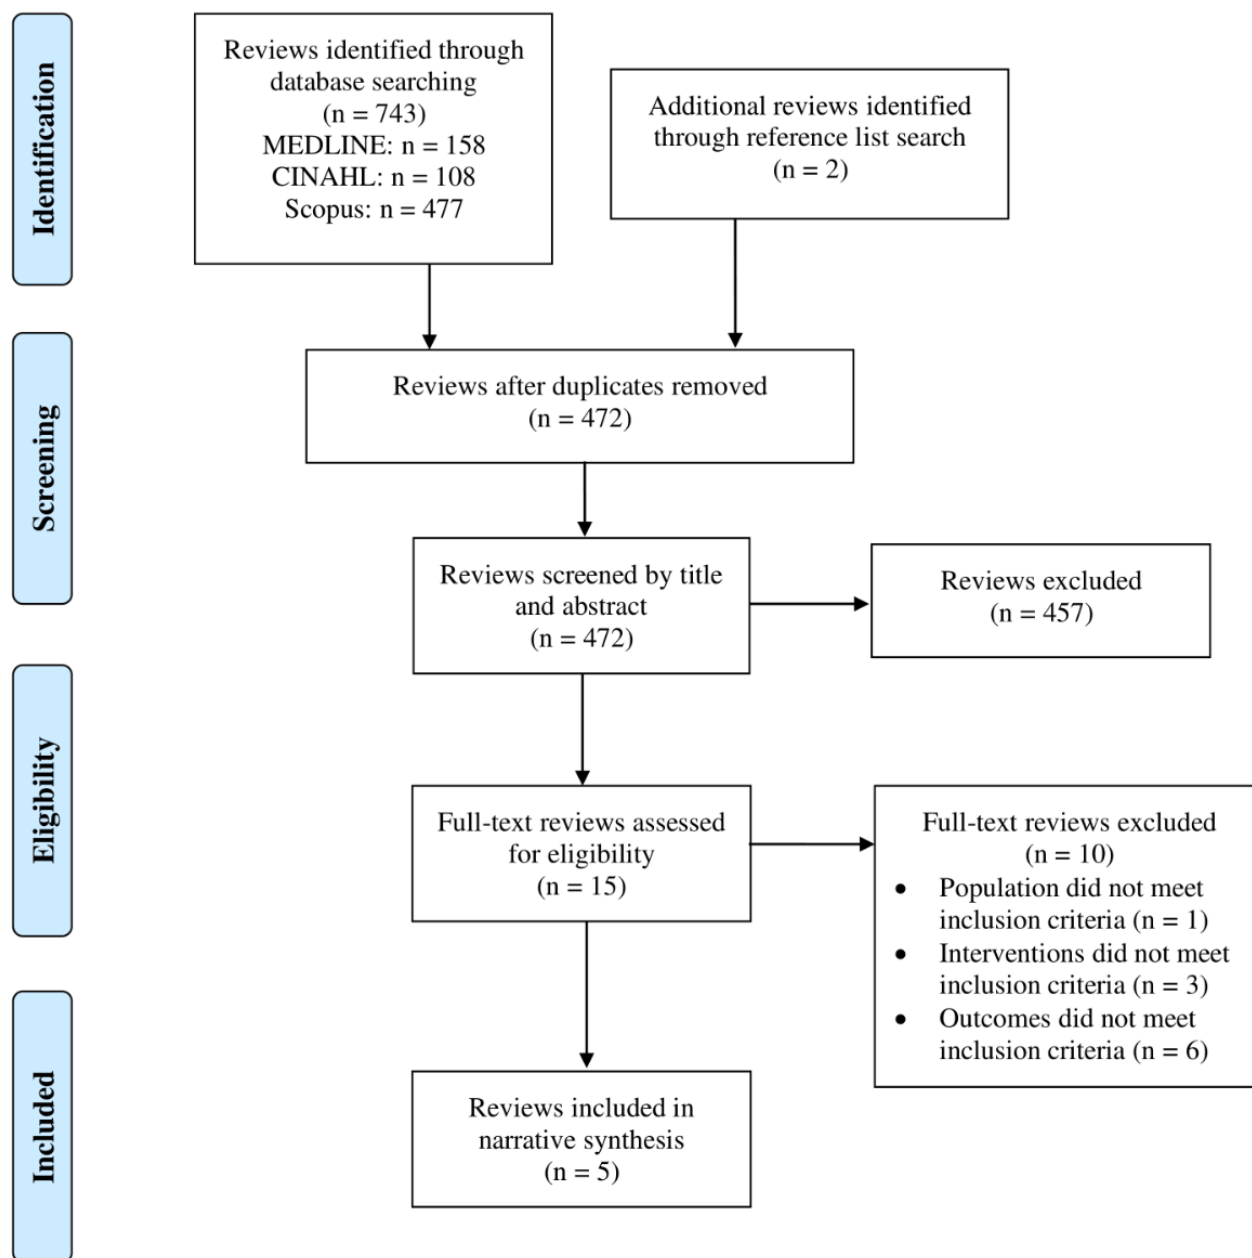 Identification
Reviews identified through
database searching
(n = 743)
MEDLINE: n = 158
CINAHL: n = 108
Scopus: n = 477
Additional reviews identified
through reference list search
(n = 2)
Screening
Reviews after duplicates removed
(n = 472)
Reviews screened by title
and abstract
(n = 472)
Reviews excluded
(n = 457)
Eligibility
Full-text reviews assessed
for eligibility
(n = 15)
Full-text reviews excluded
(n = 10)
• Population did not meet
inclusion criteria (n = 1)
• Interventions did not meet
inclusion criteria (n = 3)
• Outcomes did not meet
inclusion criteria (n = 6)
Included
Reviews included in
narrative synthesis
(n = 5)